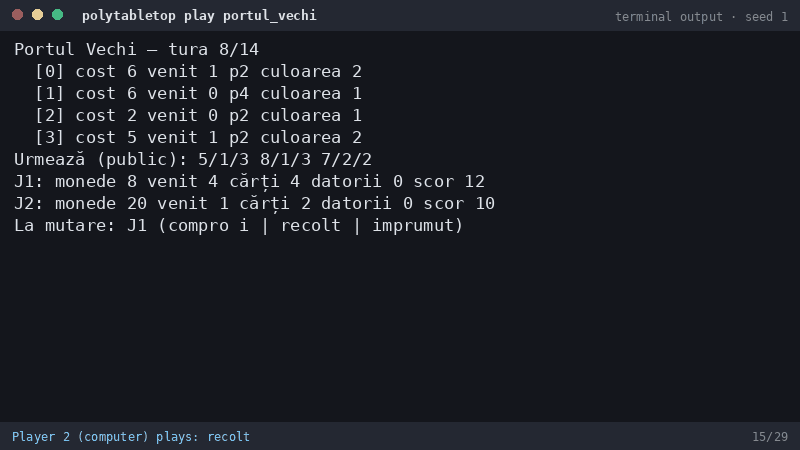 polytabletop play portul_vechi
terminal output · seed 1
Portul Vechi — tura 8/14
[0] cost 6 venit 1 p2 culoarea 2
[1] cost 6 venit 0 p4 culoarea 1
[2] cost 2 venit 0 p2 culoarea 1
[3] cost 5 venit 1 p2 culoarea 2
Urmează (public): 5/1/3 8/1/3 7/2/2
J1: monede 8 venit 4 cărți 4 datorii 0 scor 12
J2: monede 20 venit 1 cărți 2 datorii 0 scor 10
La mutare: J1 (compro i | recolt | imprumut)
Player 2 (computer) plays: recolt
15/29